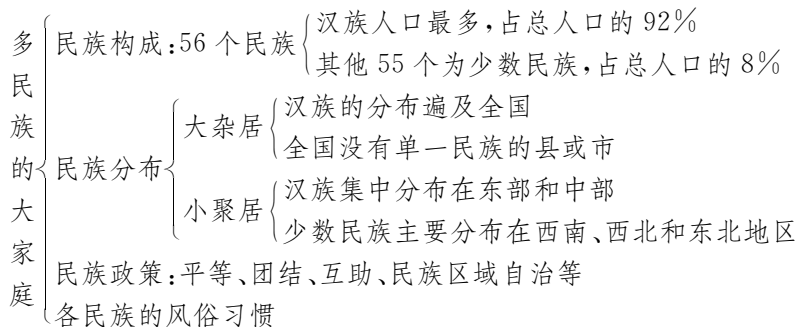 多民族的大家庭
民族构成:56个民族
汉族人口最多,占总人口的92%
其他55个为少数民族,占总人口的8%
民族分布
大杂居
汉族的分布遍及全国
全国没有单一民族的县或市
小聚居
汉族集中分布在东部和中部
少数民族主要分布在西南、西北和东北地区
民族政策:平等、团结、互助、民族区域自治等
各民族的风俗习惯